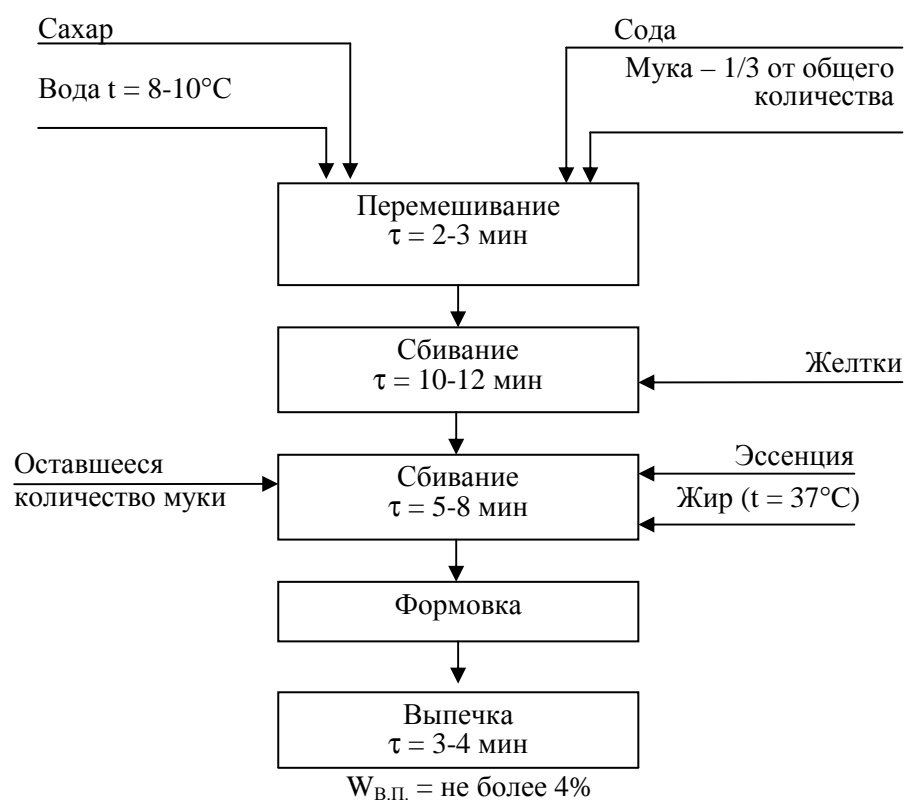 Сахар
Сода
Вода t = 8-10°С
Мука – 1/3 от общего
количества
Перемешивание
τ = 2-3 мин
Сбивание
τ = 10-12 мин
Желтки
Оставшееся
количество муки
Сбивание
τ = 5-8 мин
Эссенция
Жир (t = 37°С)
Формовка
Выпечка
τ = 3-4 мин
W В.П. = не более 4%